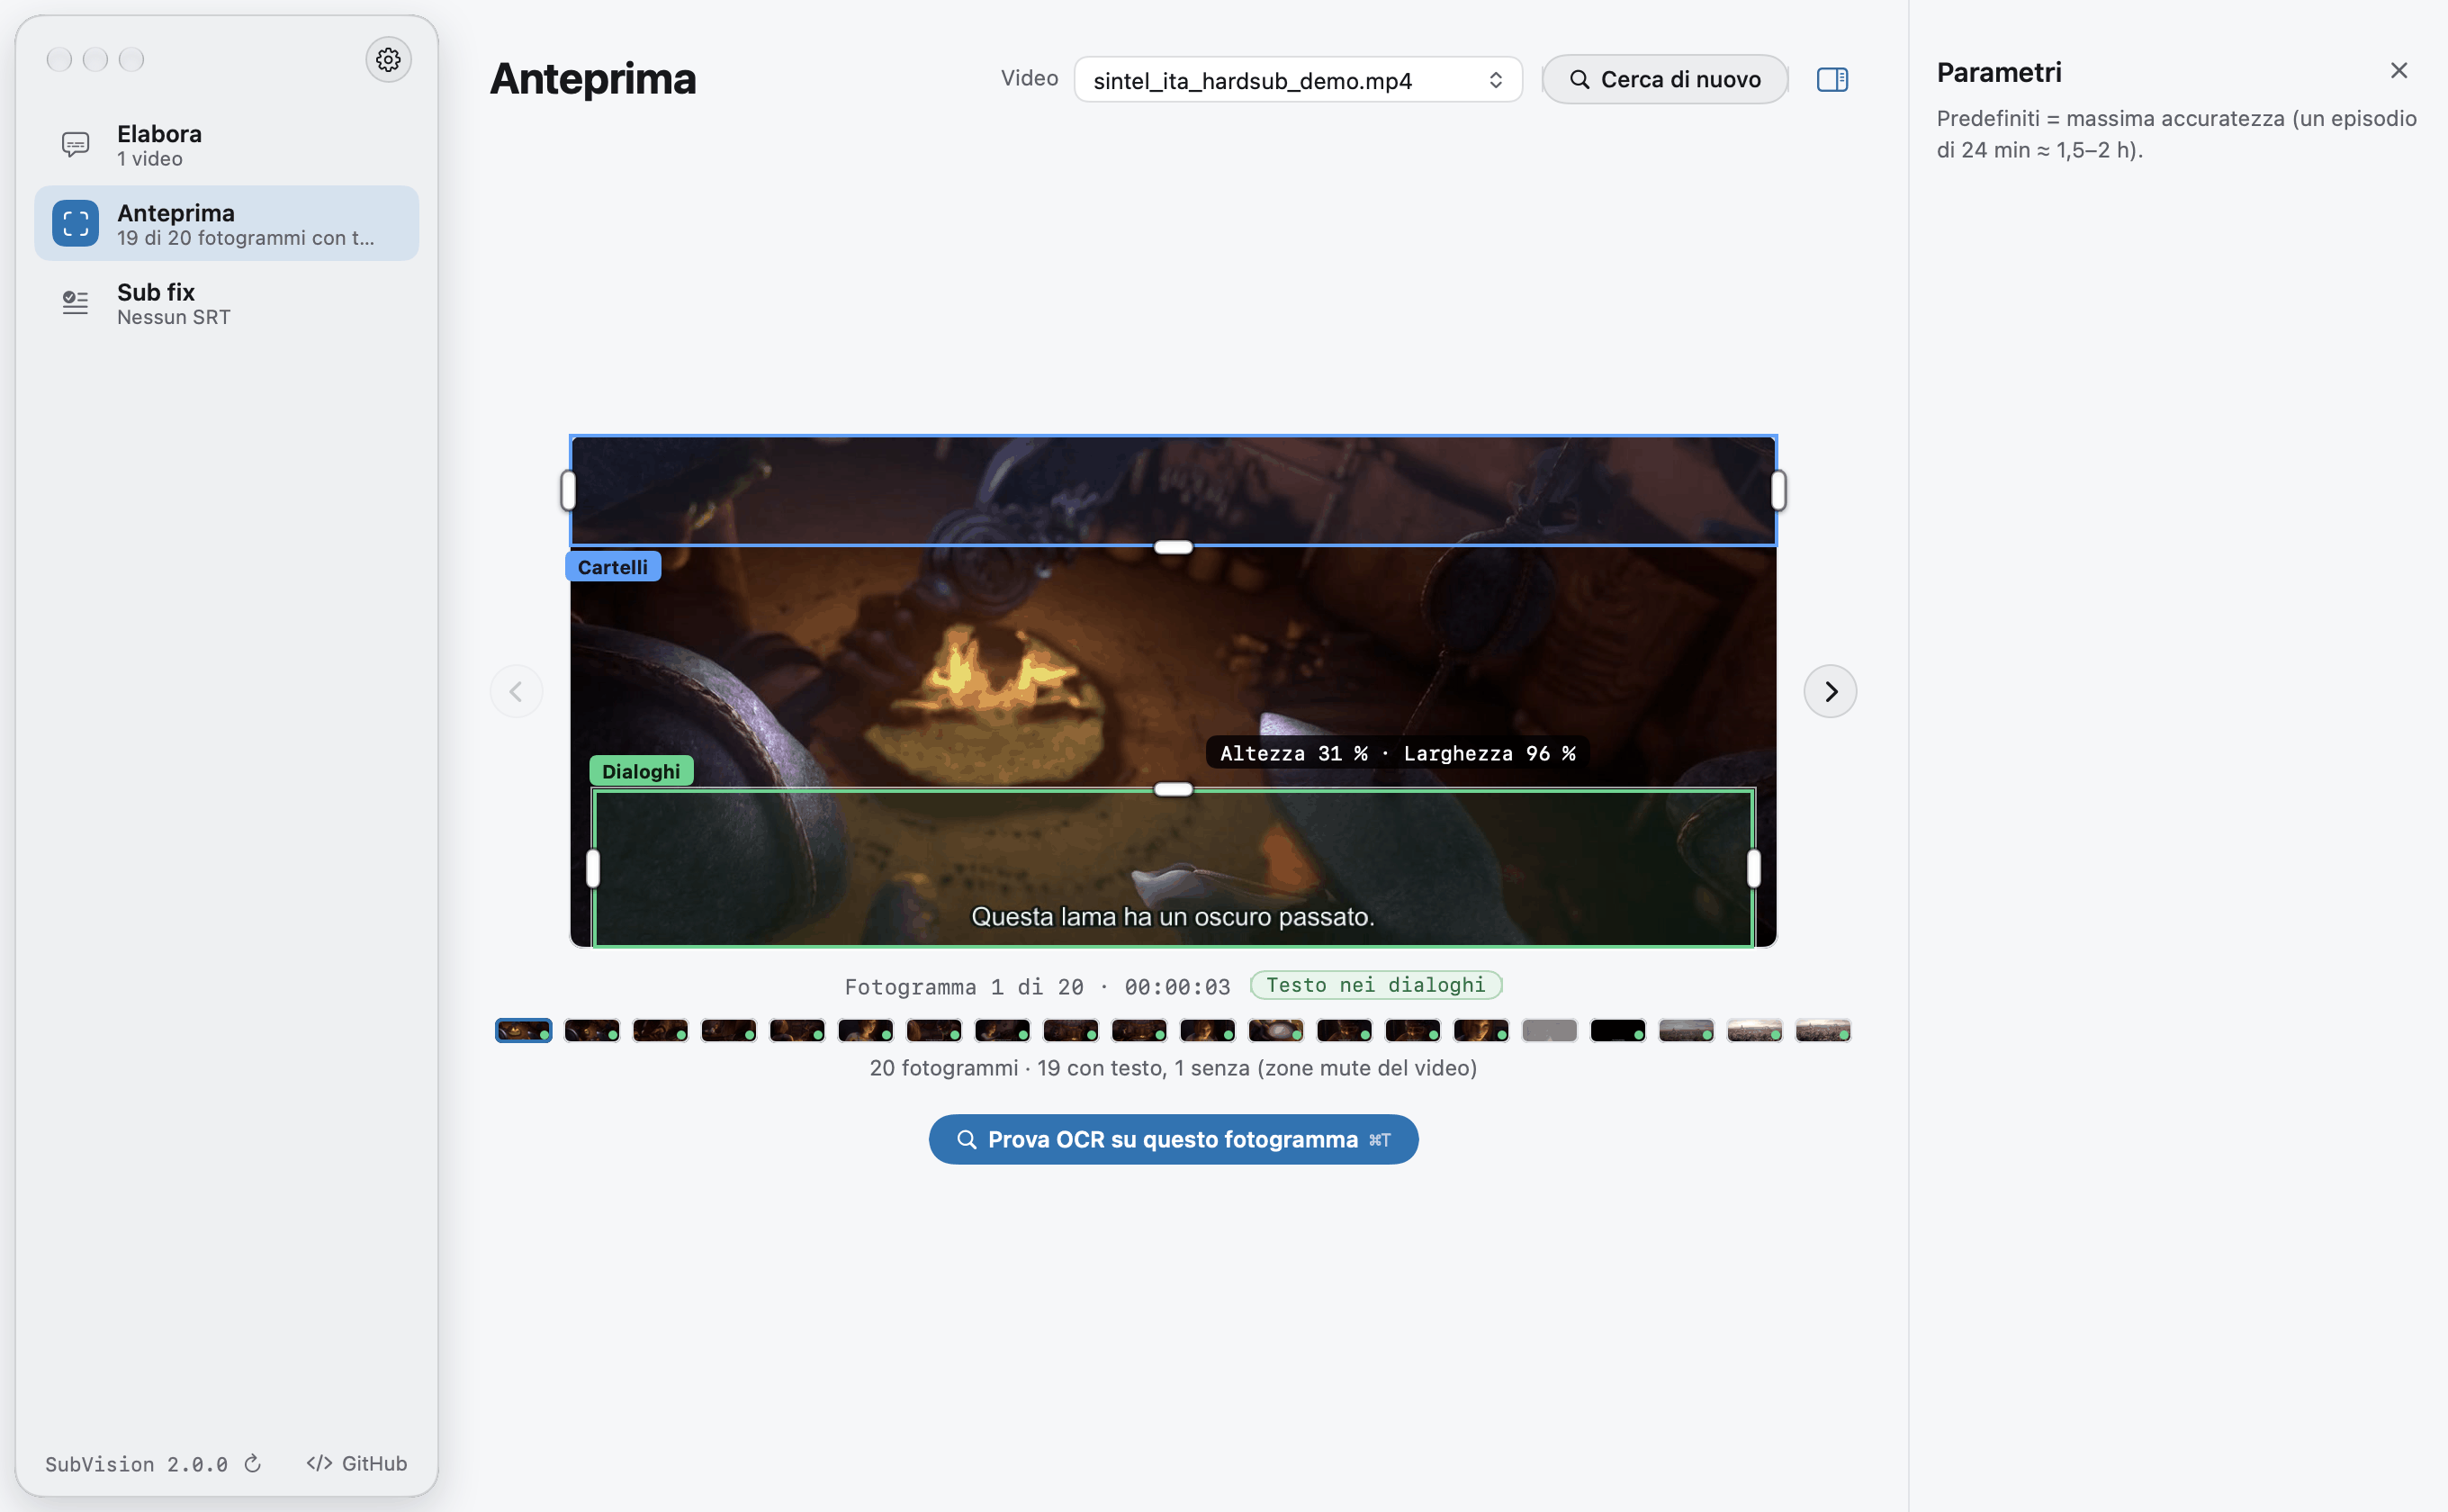 Elabora
1 video
Anteprima
19 di 20 fotogrammi con t...
Sub fix
Nessun SRT
SubVision 2.0.0
</> GitHub
Anteprima
Video
sintel_ita_hardsub_demo.mp4
Cerca di nuovo
Cartelli
Altezza 31 % · Larghezza 96 %
Dialoghi
Questa lama ha un oscuro passato.
Fotogramma 1 di 20 · 00:00:03
Testo nei dialoghi
20 fotogrammi · 19 con testo, 1 senza (zone mute del video)
Prova OCR su questo fotogramma ⌘T
Parametri
Predefiniti = massima accuratezza (un episodio
di 24 min ≈ 1,5–2 h).